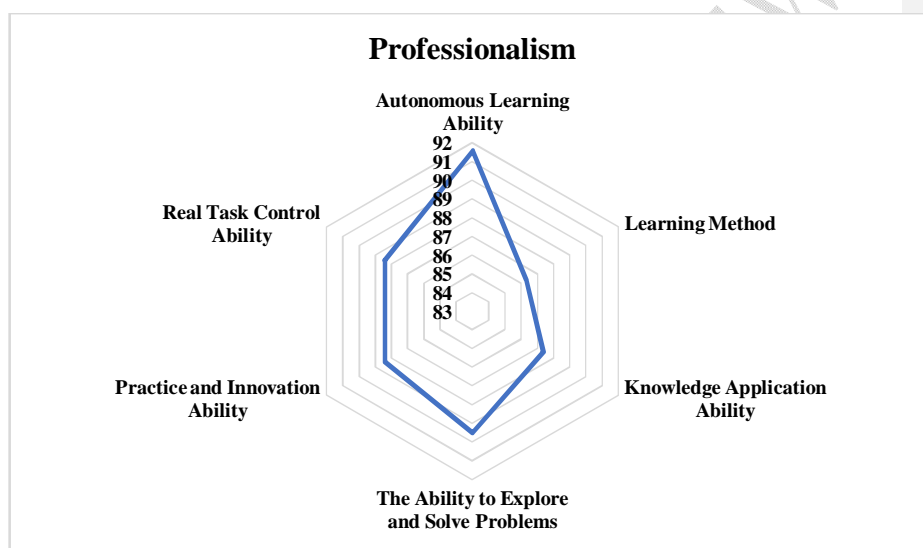 Professionalism
Autonomous Learning
Ability
92
91
90
89
88
87
86
85
84
83
Real Task Control
Ability
Learning Method
Practice and Innovation
Ability
Knowledge Application
Ability
The Ability to Explore
and Solve Problems